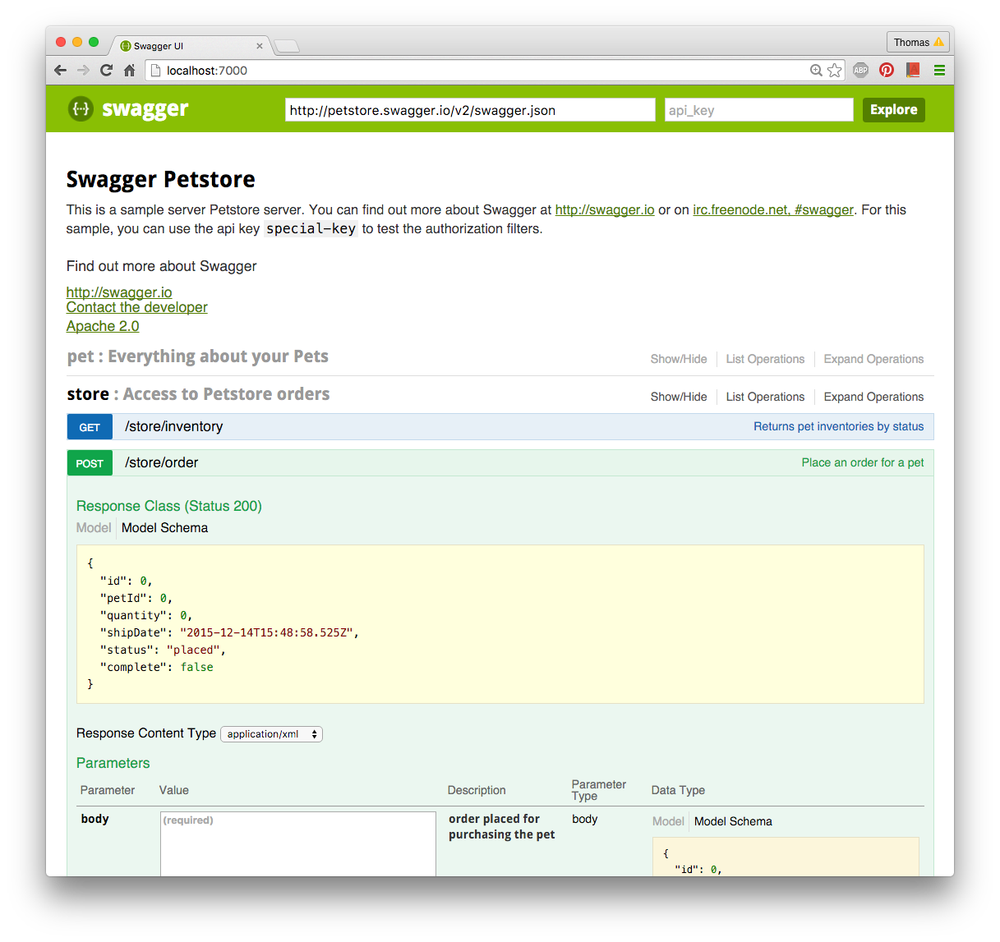 Swagger UI
Thomas
localhost:7000
ABP
swagger
http://petstore.swagger.io/v2/swagger.json
api_key
Explore
Swagger Petstore
This is a sample server Petstore server. You can find out more about Swagger at http://swagger.io or on irc.freenode.net, #swagger. For this
sample, you can use the api key special-key to test the authorization filters.
Find out more about Swagger
http://swagger.io
Contact the developer
Apache 2.0
pet : Everything about your Pets
Show/Hide
List Operations
Expand Operations
store : Access to Petstore orders
Show/Hide
List Operations
Expand Operations
GET
/store/inventory
Returns pet inventories by status
POST
/store/order
Place an order for a pet
Response Class (Status 200)
Model
Model Schema
{
"id": 0,
"petId": 0,
"quantity": 0,
"shipDate": "2015-12-14T15:48:58.525Z",
"status": "placed",
"complete": false
}
Response Content Type
application/xml
Parameters
Parameter
Value
Description
Parameter
Type
Data Type
body
(required)
order placed for
purchasing the pet
body
Model
Model Schema
{
"id": 0,